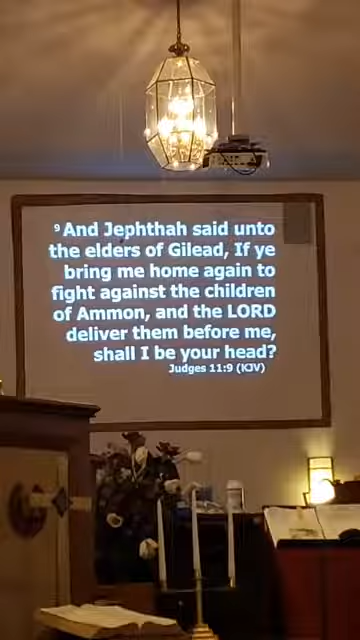 ⁹ And Jephthah said unto
the elders of Gilead, If ye
bring me home again to
fight against the children
of Ammon, and the LORD
deliver them before me,
shall I be your head?
Judges 11:9 (KJV)